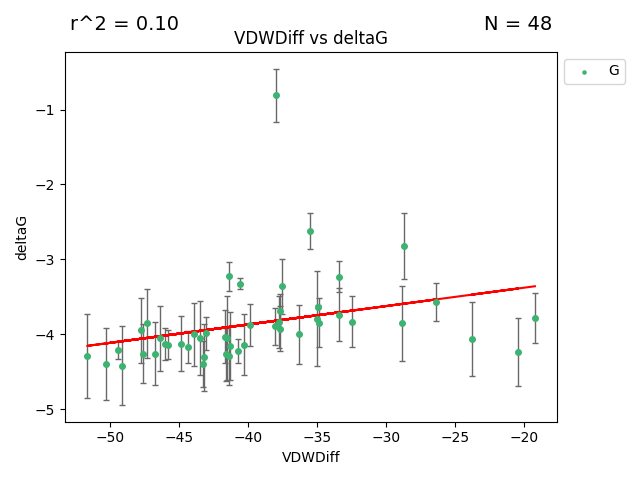 r^2 = 0.10
N = 48
VDWDiff vs deltaG
G
deltaG
−1
−2
−3
−4
−5
−50
−45
−40
−35
−30
−25
−20
VDWDiff